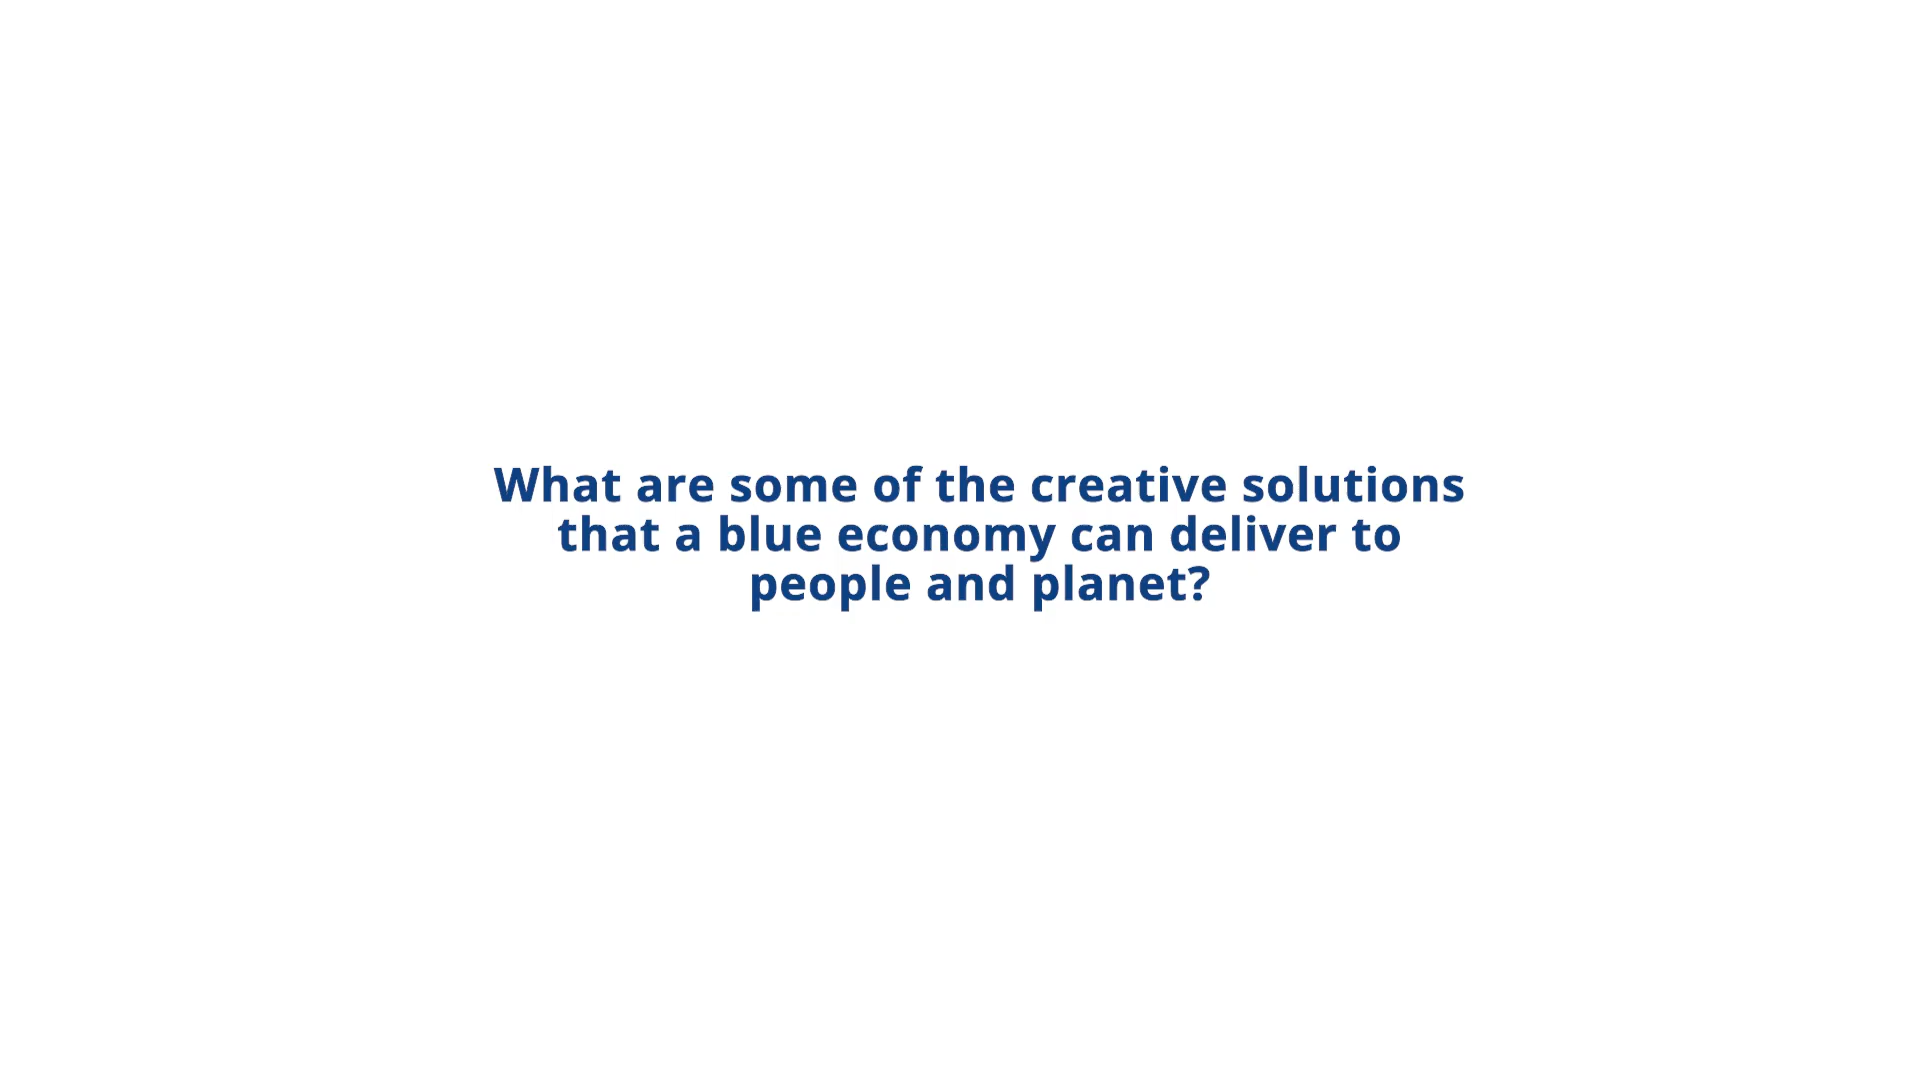 What are some of the creative solutions
that a blue economy can deliver to
people and planet?